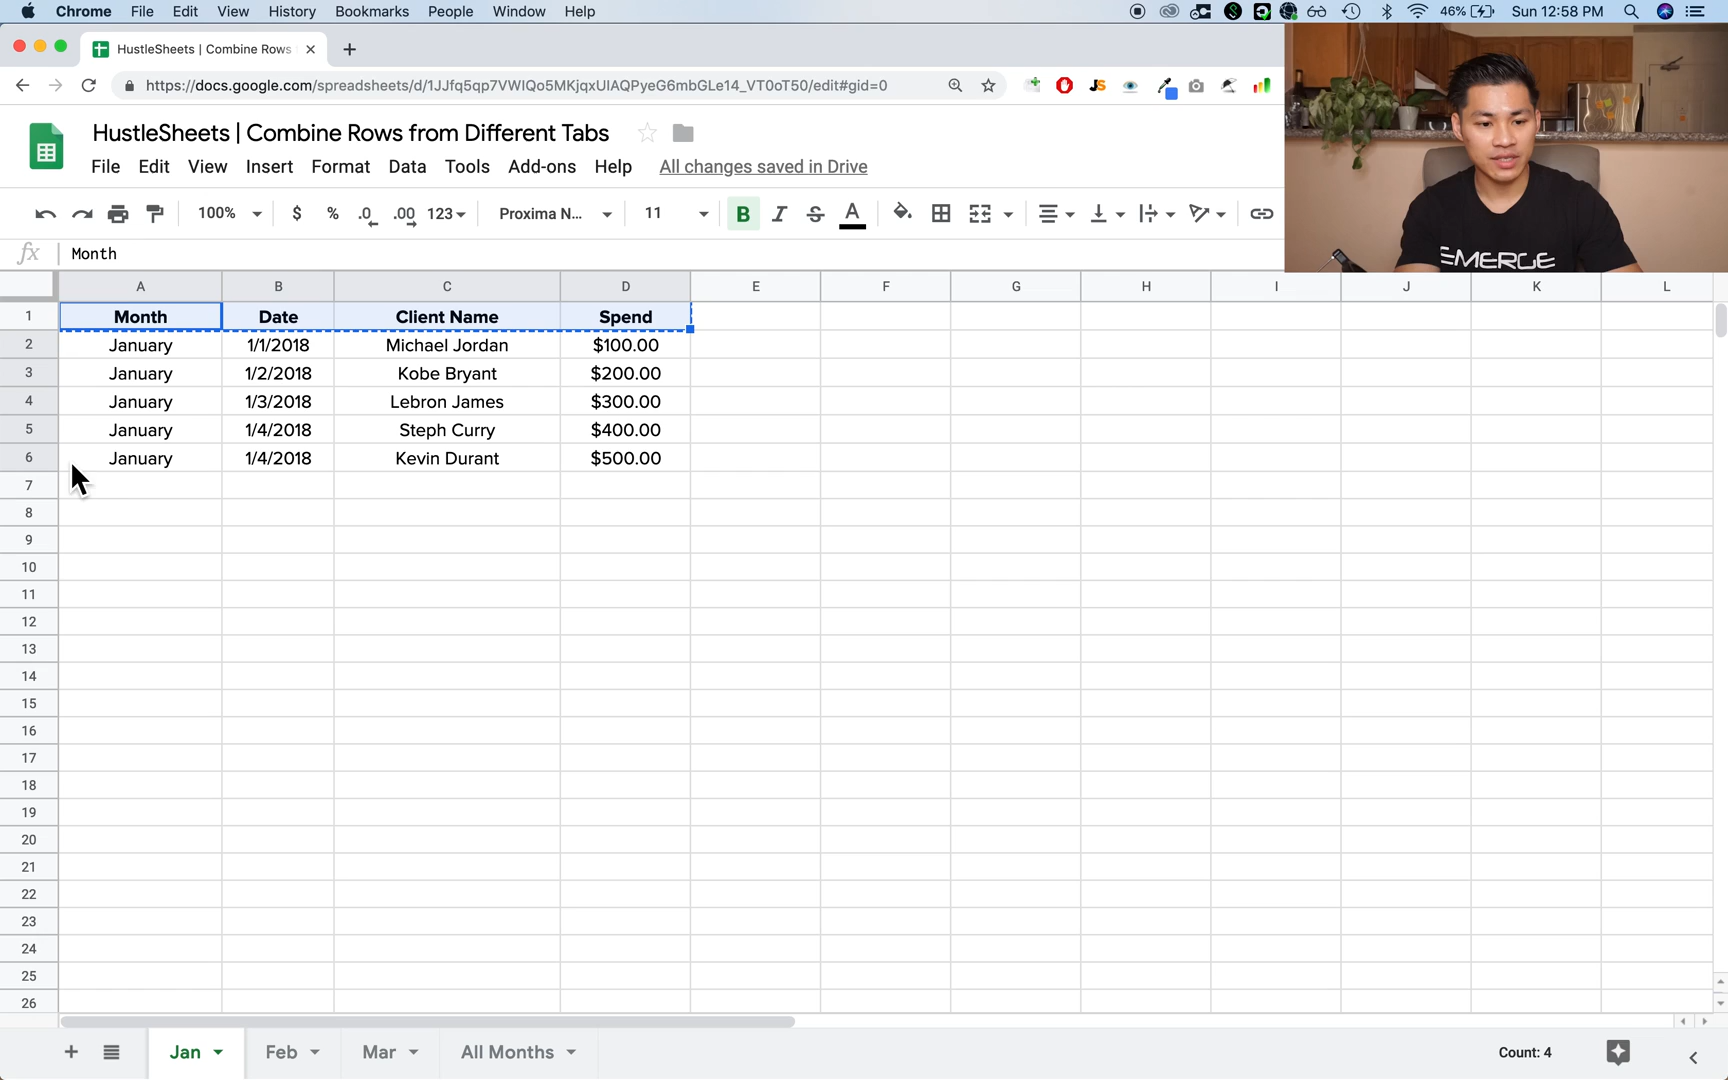 Chrome File Edit View History Bookmarks People Window Help 46% Sun 12:58 PM
HustleSheets | Combine Rows
https://docs.google.com/spreadsheets/d/1JJfq5qp7VWIQo5MKjqxUIAQPyeG6mbGLe14_VT0oT50/edit#gid=0 JS
HustleSheets | Combine Rows from Different Tabs
File Edit View Insert Format Data Tools Add-ons Help All changes saved in Drive
100% $ % .0 .00 123 Proxima N... 11 B I S A
fx Month
EMERGE
A B C D E F G H I J K L
1 Month Date Client Name Spend
2 January 1/1/2018 Michael Jordan $100.00
3 January 1/2/2018 Kobe Bryant $200.00
4 January 1/3/2018 Lebron James $300.00
5 January 1/4/2018 Steph Curry $400.00
6 January 1/4/2018 Kevin Durant $500.00
7
8
9
10
11
12
13
14
15
16
17
18
19
20
21
22
23
24
25
26
Jan Feb Mar All Months Count: 4